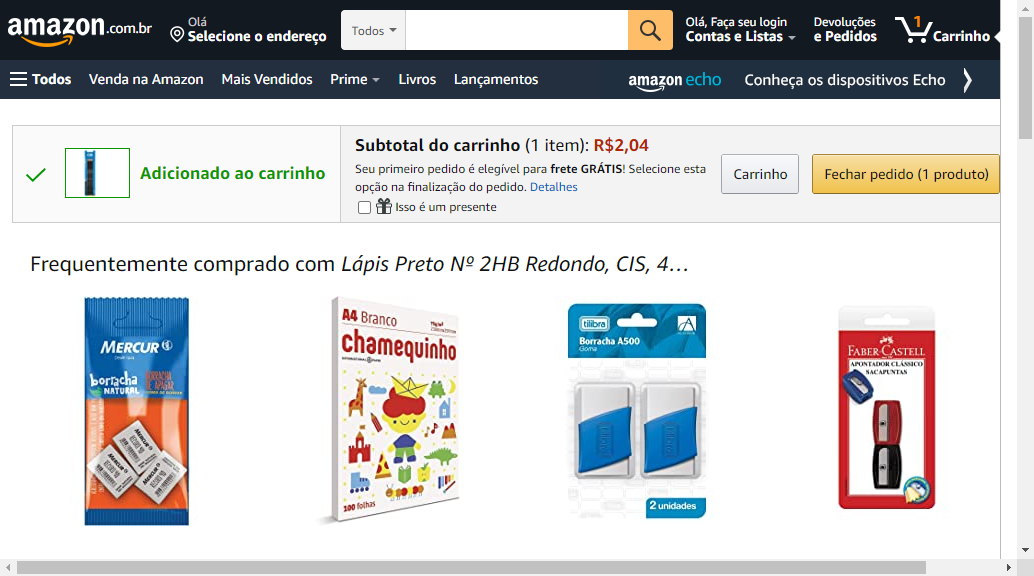 amazon.com.br
Olá
Selecione o endereço
Todos
Olá, Faça seu login
Contas e Listas
Devoluções
e Pedidos
1
Carrinho
Todos
Venda na Amazon
Mais Vendidos
Prime
Livros
Lançamentos
amazon echo
Conheça os dispositivos Echo
Adicionado ao carrinho
Subtotal do carrinho (1 item): R$2,04
Seu primeiro pedido é elegível para frete GRÁTIS! Selecione esta
opção na finalização do pedido. Detalhes
Isso é um presente
Carrinho
Fechar pedido (1 produto)
Frequentemente comprado com Lápis Preto Nº 2HB Redondo, CIS, 4…
MERCUR
borracha
NATURAL
BORRACHA
DE APAGAR
MERCUR
MERCUR
MERCUR
A4 Branco
chamequinho
100 folhas
tilibra
Borracha A500
Goma
2 unidades
FABER-CASTELL
APONTADOR CLÁSSICO
SACAPUNTAS